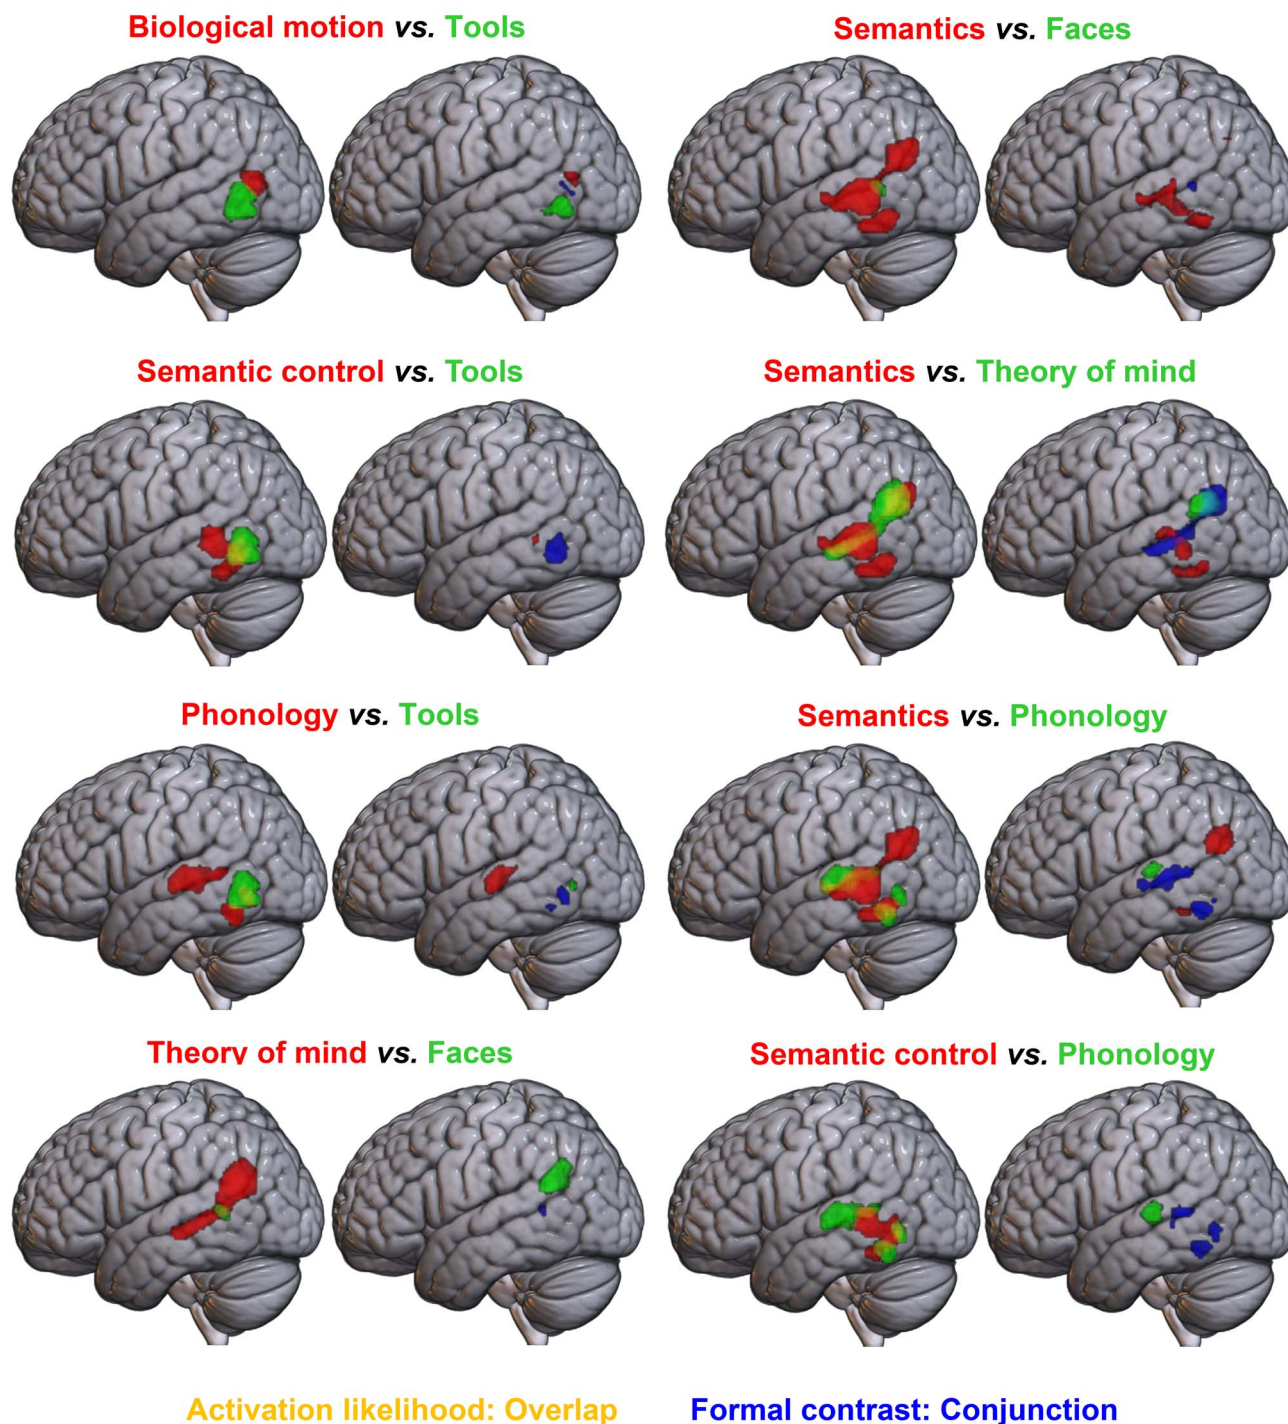 Biological motion vs. Tools
Semantics vs. Faces
Semantic control vs. Tools
Semantics vs. Theory of mind
Phonology vs. Tools
Semantics vs. Phonology
Theory of mind vs. Faces
Semantic control vs. Phonology
Activation likelihood: Overlap
Formal contrast: Conjunction